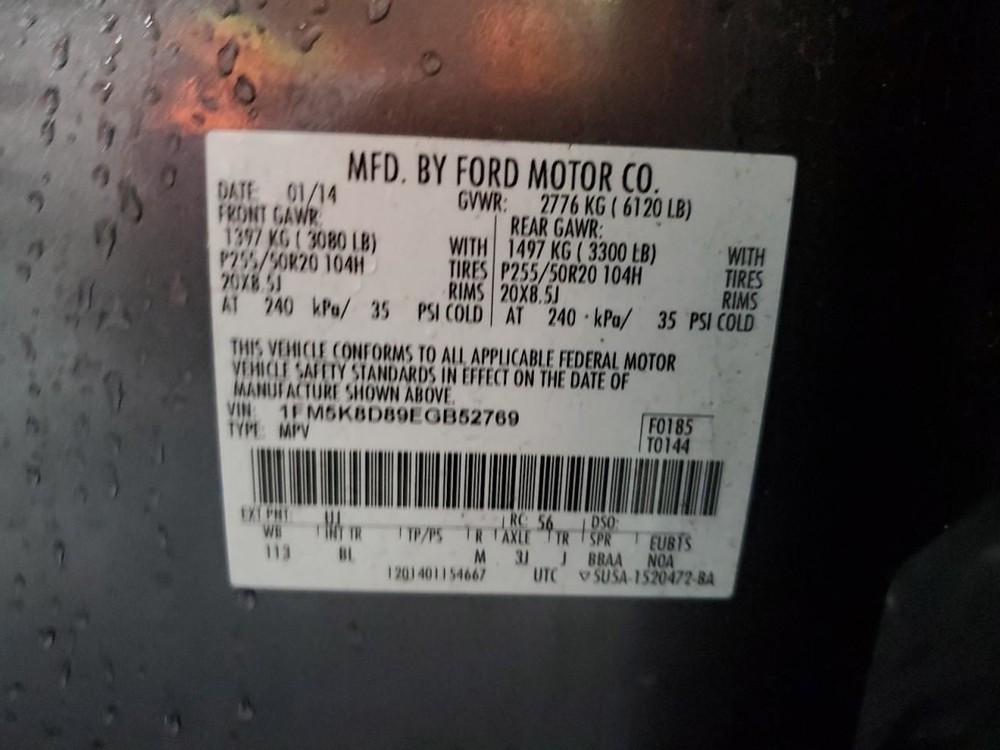 MFD. BY FORD MOTOR CO.
DATE: 01/14 GVWR: 2776 KG ( 6120 LB)
FRONT GAWR: REAR GAWR:
1397 KG ( 3080 LB) WITH 1497 KG ( 3300 LB) WITH
P255/50R20 104H TIRES P255/50R20 104H TIRES
20X8.5J RIMS 20X8.5J RIMS
AT 240 kPa/ 35 PSI COLD AT 240 kPa/ 35 PSI COLD
THIS VEHICLE CONFORMS TO ALL APPLICABLE FEDERAL MOTOR
VEHICLE SAFETY STANDARDS IN EFFECT ON THE DATE OF
MANUFACTURE SHOWN ABOVE.
VIN: 1FM5K8D89EGB52769 F0185
TYPE: MPV T0144
EXT PNT: UJ RC: 56 DSO:
WB INT TR TP/PS R AXLE TR SPR EUBTS
113 BL M 3J J BBAA NOA
1201401154667 UTC ▽5U5A-1520472-BA